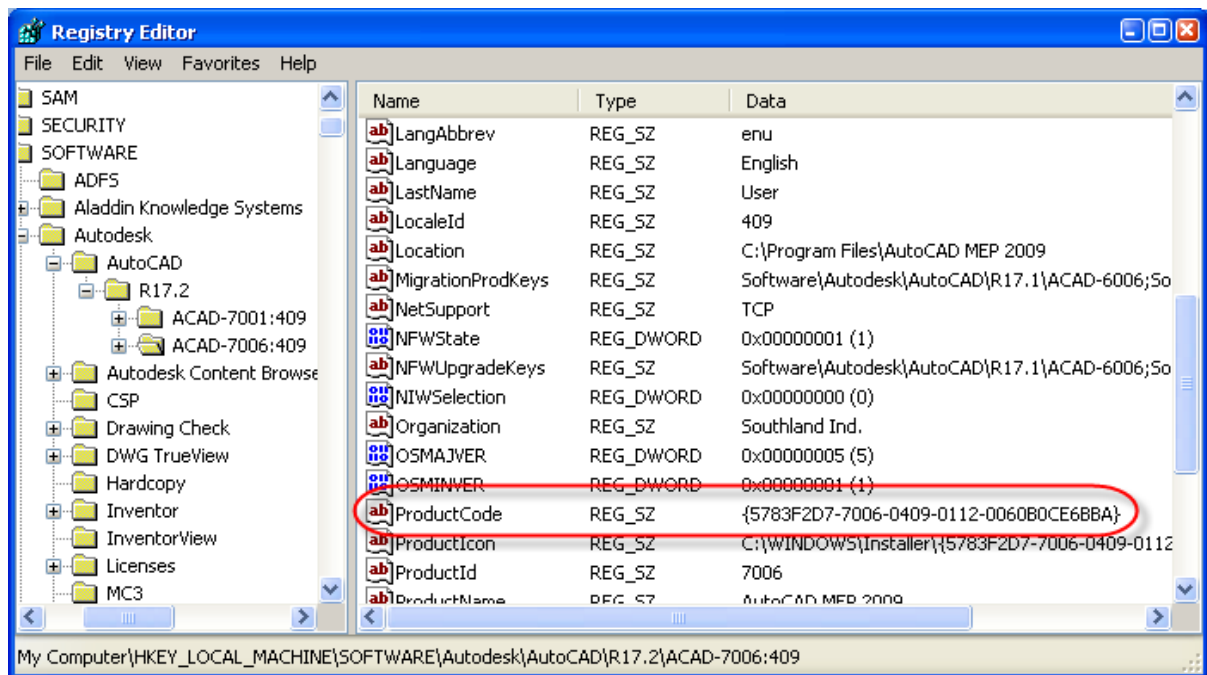 Registry Editor
File Edit View Favorites Help
SAM
SECURITY
SOFTWARE
ADFS
Aladdin Knowledge Systems
Autodesk
AutoCAD
R17.2
ACAD-7001:409
ACAD-7006:409
Autodesk Content Browse
CSP
Drawing Check
DWG TrueView
Hardcopy
Inventor
InventorView
Licenses
MC3
Name Type Data
LangAbbrev REG_SZ enu
Language REG_SZ English
LastName REG_SZ User
LocaleId REG_SZ 409
Location REG_SZ C:\Program Files\AutoCAD MEP 2009
MigrationProdKeys REG_SZ Software\Autodesk\AutoCAD\R17.1\ACAD-6006;So
NetSupport REG_SZ TCP
NFWState REG_DWORD 0x00000001 (1)
NFWUpgradeKeys REG_SZ Software\Autodesk\AutoCAD\R17.1\ACAD-6006;So
NIWSelection REG_DWORD 0x00000000 (0)
Organization REG_SZ Southland Ind.
OSMAJVER REG_DWORD 0x00000005 (5)
OSMINVER REG_DWORD 0x00000001 (1)
ProductCode REG_SZ {5783F2D7-7006-0409-0112-0060B0CE6BBA}
ProductIcon REG_SZ C:\WINDOWS\Installer\{5783F2D7-7006-0409-0112
ProductId REG_SZ 7006
ProductName REG_SZ AutoCAD MEP 2009
My Computer\HKEY_LOCAL_MACHINE\SOFTWARE\Autodesk\AutoCAD\R17.2\ACAD-7006:409